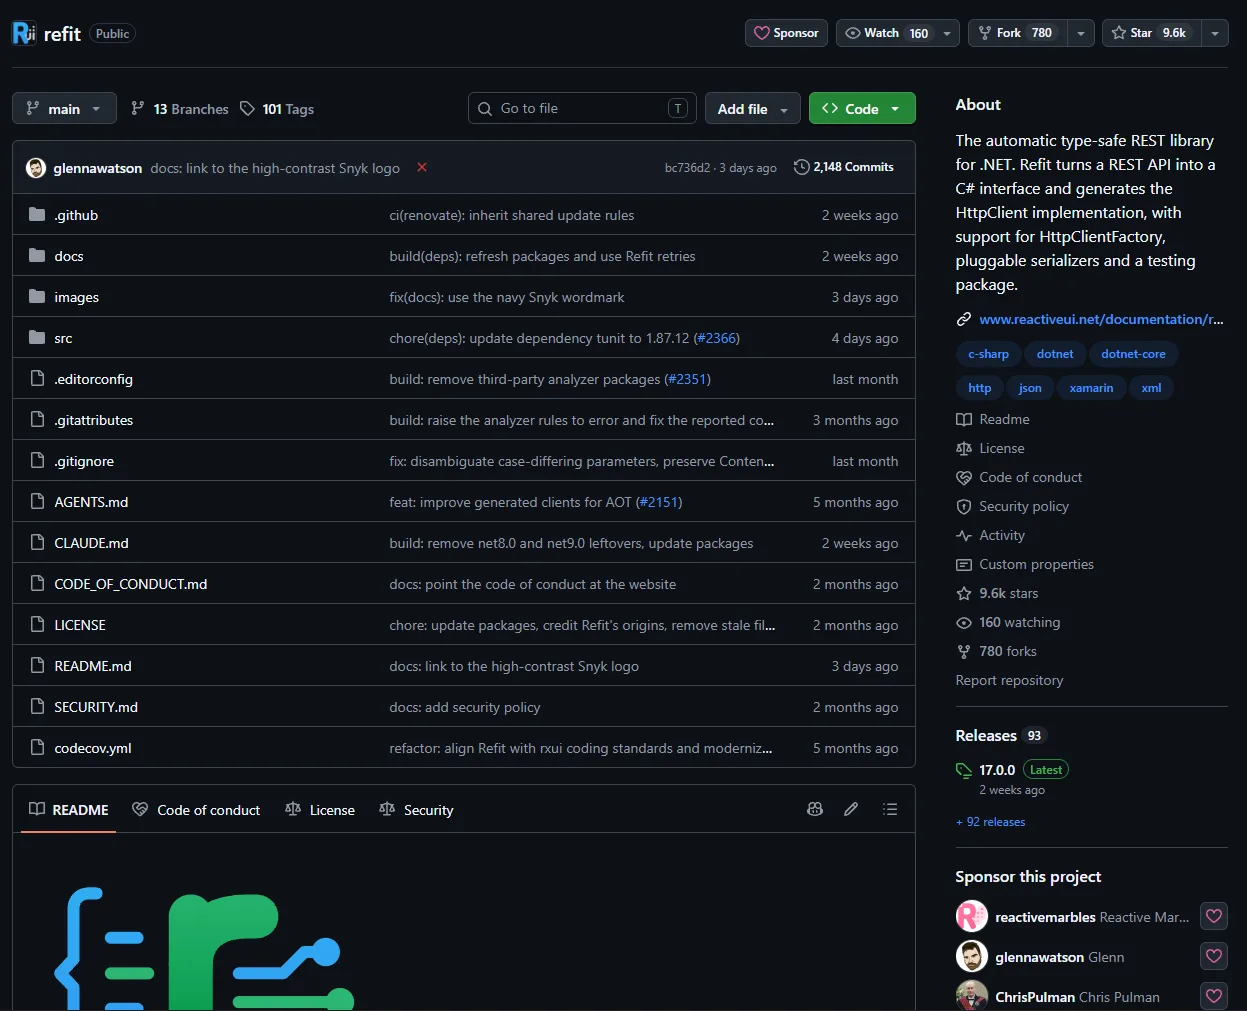 refit Public
Sponsor
Watch 160
Fork 780
Star 9.6k
main
13 Branches
101 Tags
Go to file T
Add file
Code
glennawatson docs: link to the high-contrast Snyk logo bc736d2 · 3 days ago 2,148 Commits
.github ci(renovate): inherit shared update rules 2 weeks ago
docs build(deps): refresh packages and use Refit retries 2 weeks ago
images fix(docs): use the navy Snyk wordmark 3 days ago
src chore(deps): update dependency tunit to 1.87.12 (#2366) 4 days ago
.editorconfig build: remove third-party analyzer packages (#2351) last month
.gitattributes build: raise the analyzer rules to error and fix the reported co... 3 months ago
.gitignore fix: disambiguate case-differing parameters, preserve Conten... last month
AGENTS.md feat: improve generated clients for AOT (#2151) 5 months ago
CLAUDE.md build: remove net8.0 and net9.0 leftovers, update packages 2 weeks ago
CODE_OF_CONDUCT.md docs: point the code of conduct at the website 2 months ago
LICENSE chore: update packages, credit Refit's origins, remove stale fil... 2 months ago
README.md docs: link to the high-contrast Snyk logo 3 days ago
SECURITY.md docs: add security policy 2 months ago
codecov.yml refactor: align Refit with rxui coding standards and moderniz... 5 months ago
README
Code of conduct
License
Security
About
The automatic type-safe REST library
for .NET. Refit turns a REST API into a
C# interface and generates the
HttpClient implementation, with
support for HttpClientFactory,
pluggable serializers and a testing
package.
www.reactiveui.net/documentation/r...
c-sharp dotnet dotnet-core
http json xamarin xml
Readme
License
Code of conduct
Security policy
Activity
Custom properties
9.6k stars
160 watching
780 forks
Report repository
Releases 93
17.0.0 Latest
2 weeks ago
+ 92 releases
Sponsor this project
reactivemarbles Reactive Mar...
glennawatson Glenn
ChrisPulman Chris Pulman